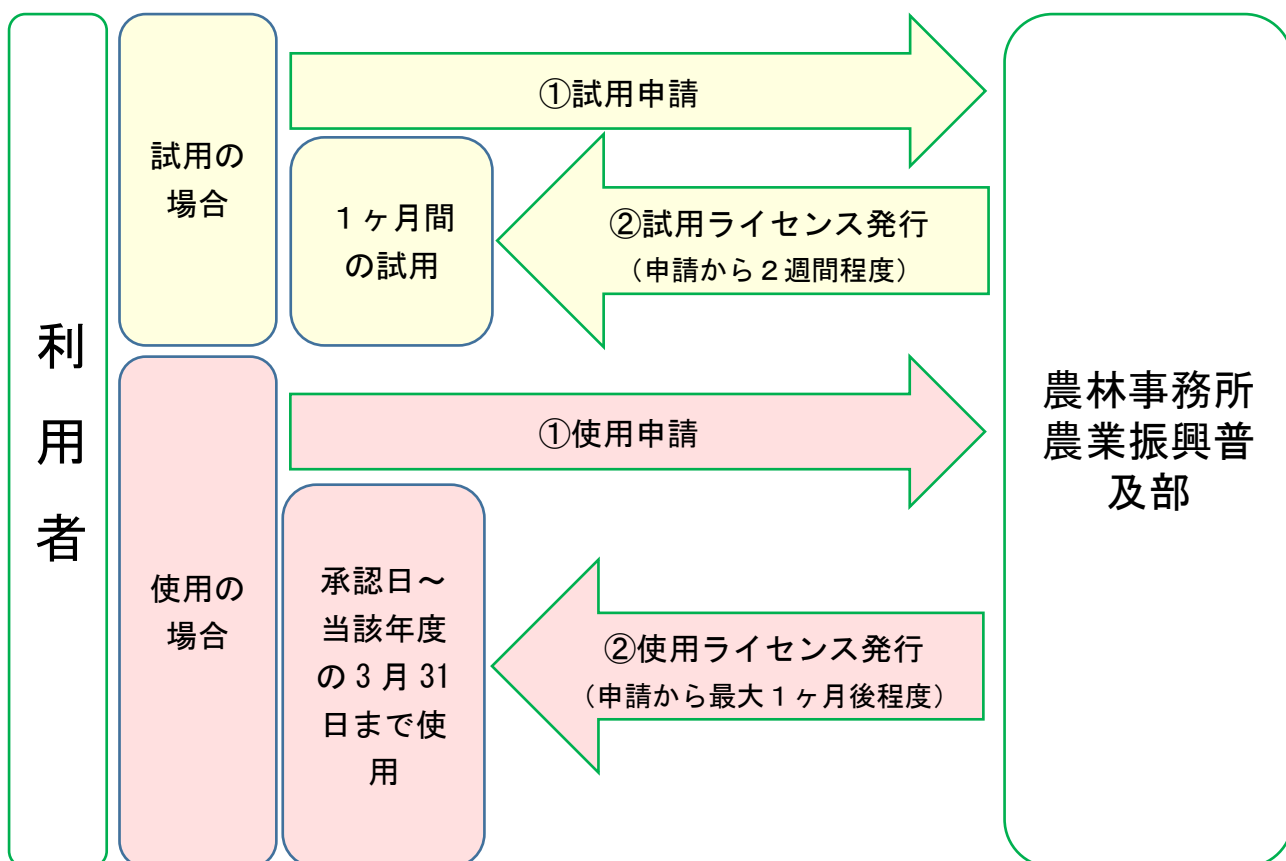 利
用
者
試用の
場合
①試用申請
１ヶ月間
の試用
②試用ライセンス発行
（申請から２週間程度）
使用の
場合
①使用申請
承認日～
当該年度
の 3 月 31
日まで使
用
②使用ライセンス発行
（申請から最大１ヶ月後程度）
農林事務所
農業振興普
及部